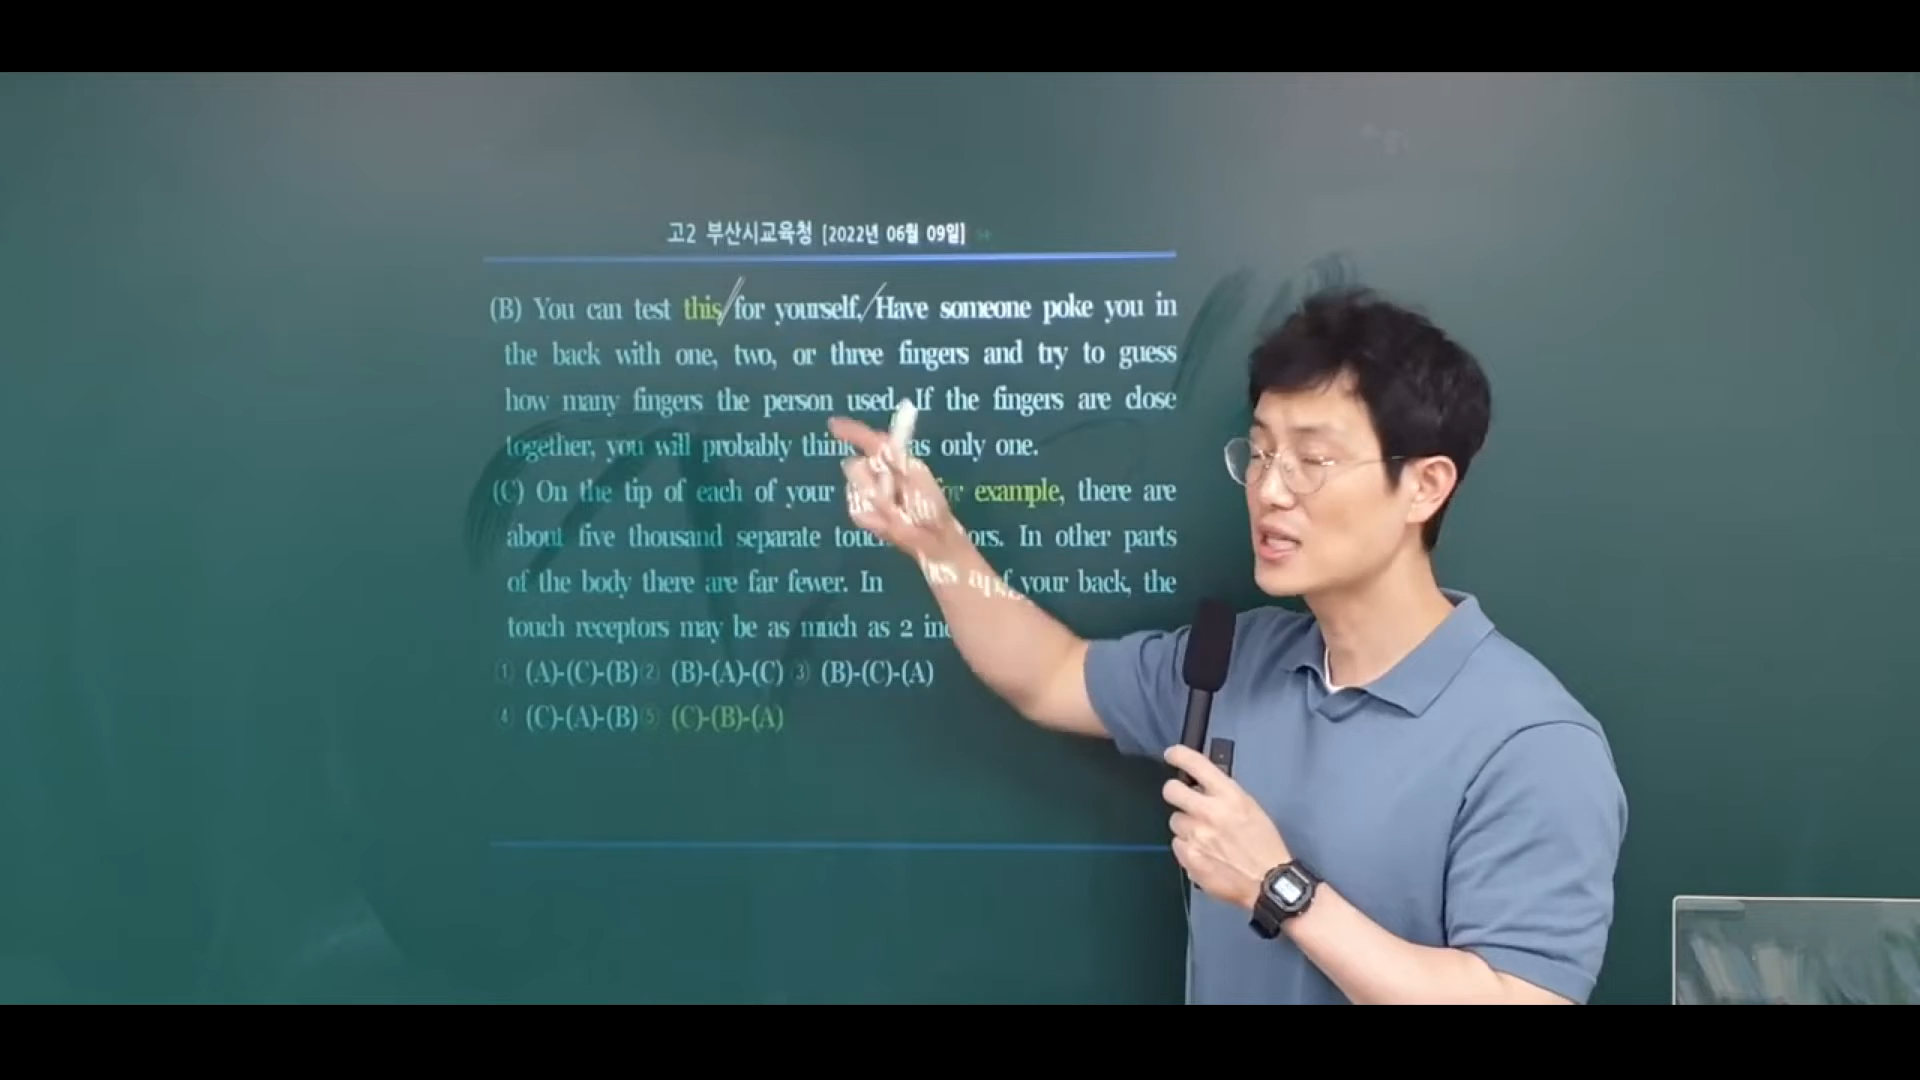 고2 부산시교육청 [2022년 06월 09일]
(B) You can test this for yourself. Have someone poke you in
the back with one, two, or three fingers and try to guess
how many fingers the person used. If the fingers are close
together, you will probably think only one.
(C) On the tip of each of your for example, there are
about five thousand separate In other parts
of the body there are far fewer. In your back, the
touch receptors may be as much as 2
① (A)-(C)-(B) ② (B)-(A)-(C) ③ (B)-(C)-(A)
④ (C)-(A)-(B) ⑤ (C)-(B)-(A)